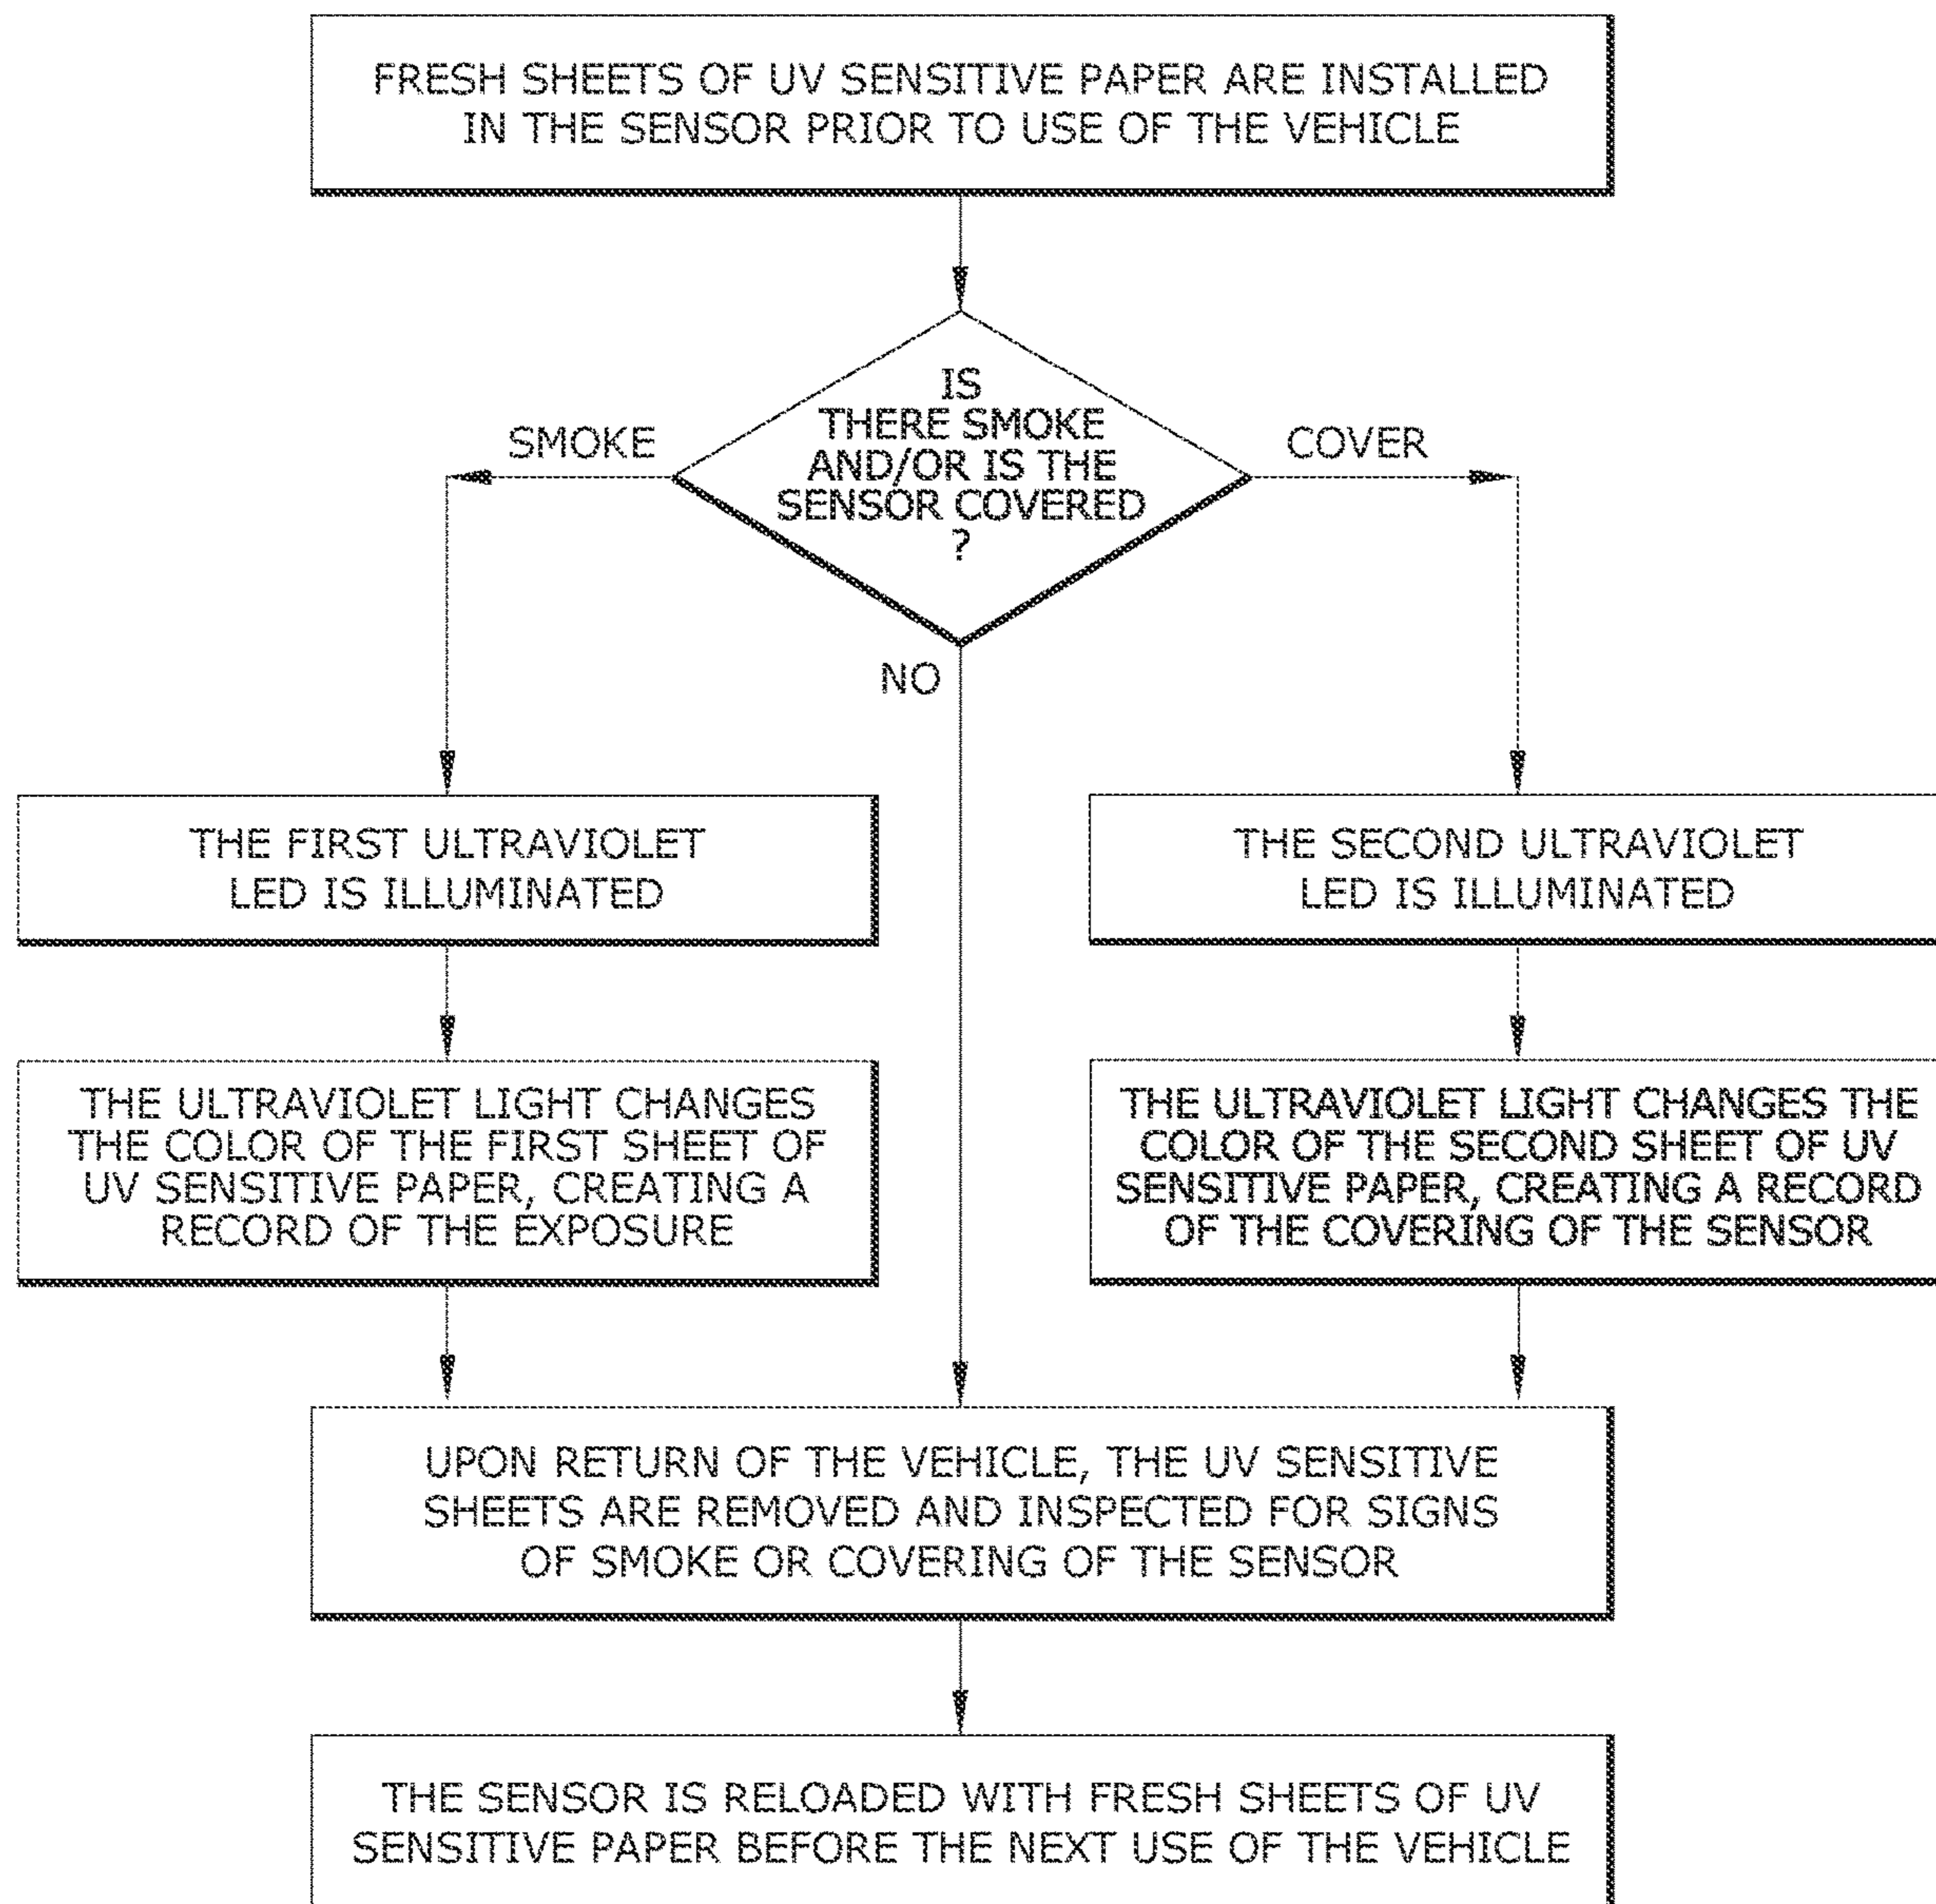 FRESH SHEETS OF UV SENSITIVE PAPER ARE INSTALLED
IN THE SENSOR PRIOR TO USE OF THE VEHICLE
IS
THERE SMOKE
AND/OR IS THE
SENSOR COVERED
?
SMOKE
COVER
NO
THE FIRST ULTRAVIOLET
LED IS ILLUMINATED
THE SECOND ULTRAVIOLET
LED IS ILLUMINATED
THE ULTRAVIOLET LIGHT CHANGES
THE COLOR OF THE FIRST SHEET OF
UV SENSITIVE PAPER, CREATING A
RECORD OF THE EXPOSURE
THE ULTRAVIOLET LIGHT CHANGES THE
COLOR OF THE SECOND SHEET OF UV
SENSITIVE PAPER, CREATING A RECORD
OF THE COVERING OF THE SENSOR
UPON RETURN OF THE VEHICLE, THE UV SENSITIVE
SHEETS ARE REMOVED AND INSPECTED FOR SIGNS
OF SMOKE OR COVERING OF THE SENSOR
THE SENSOR IS RELOADED WITH FRESH SHEETS OF UV
SENSITIVE PAPER BEFORE THE NEXT USE OF THE VEHICLE